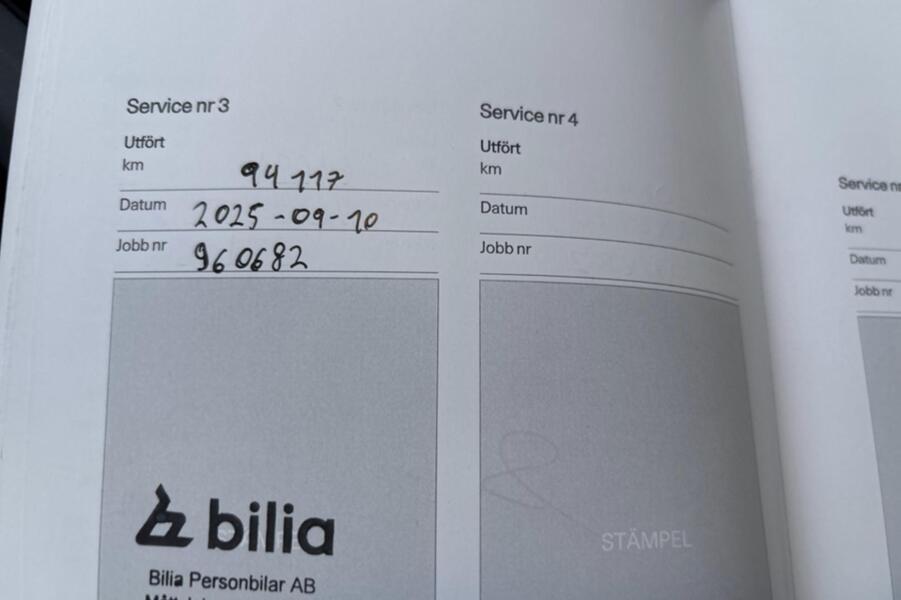 Service nr 3
Utfört
km 94 117
Datum 2025-09-10
Jobb nr 960682
bilia
Bilia Personbilar AB
Service nr 4
Utfört
km
Datum
Jobb nr
STÄMPEL
Service
Utfört
km
Datum
Jobb nr